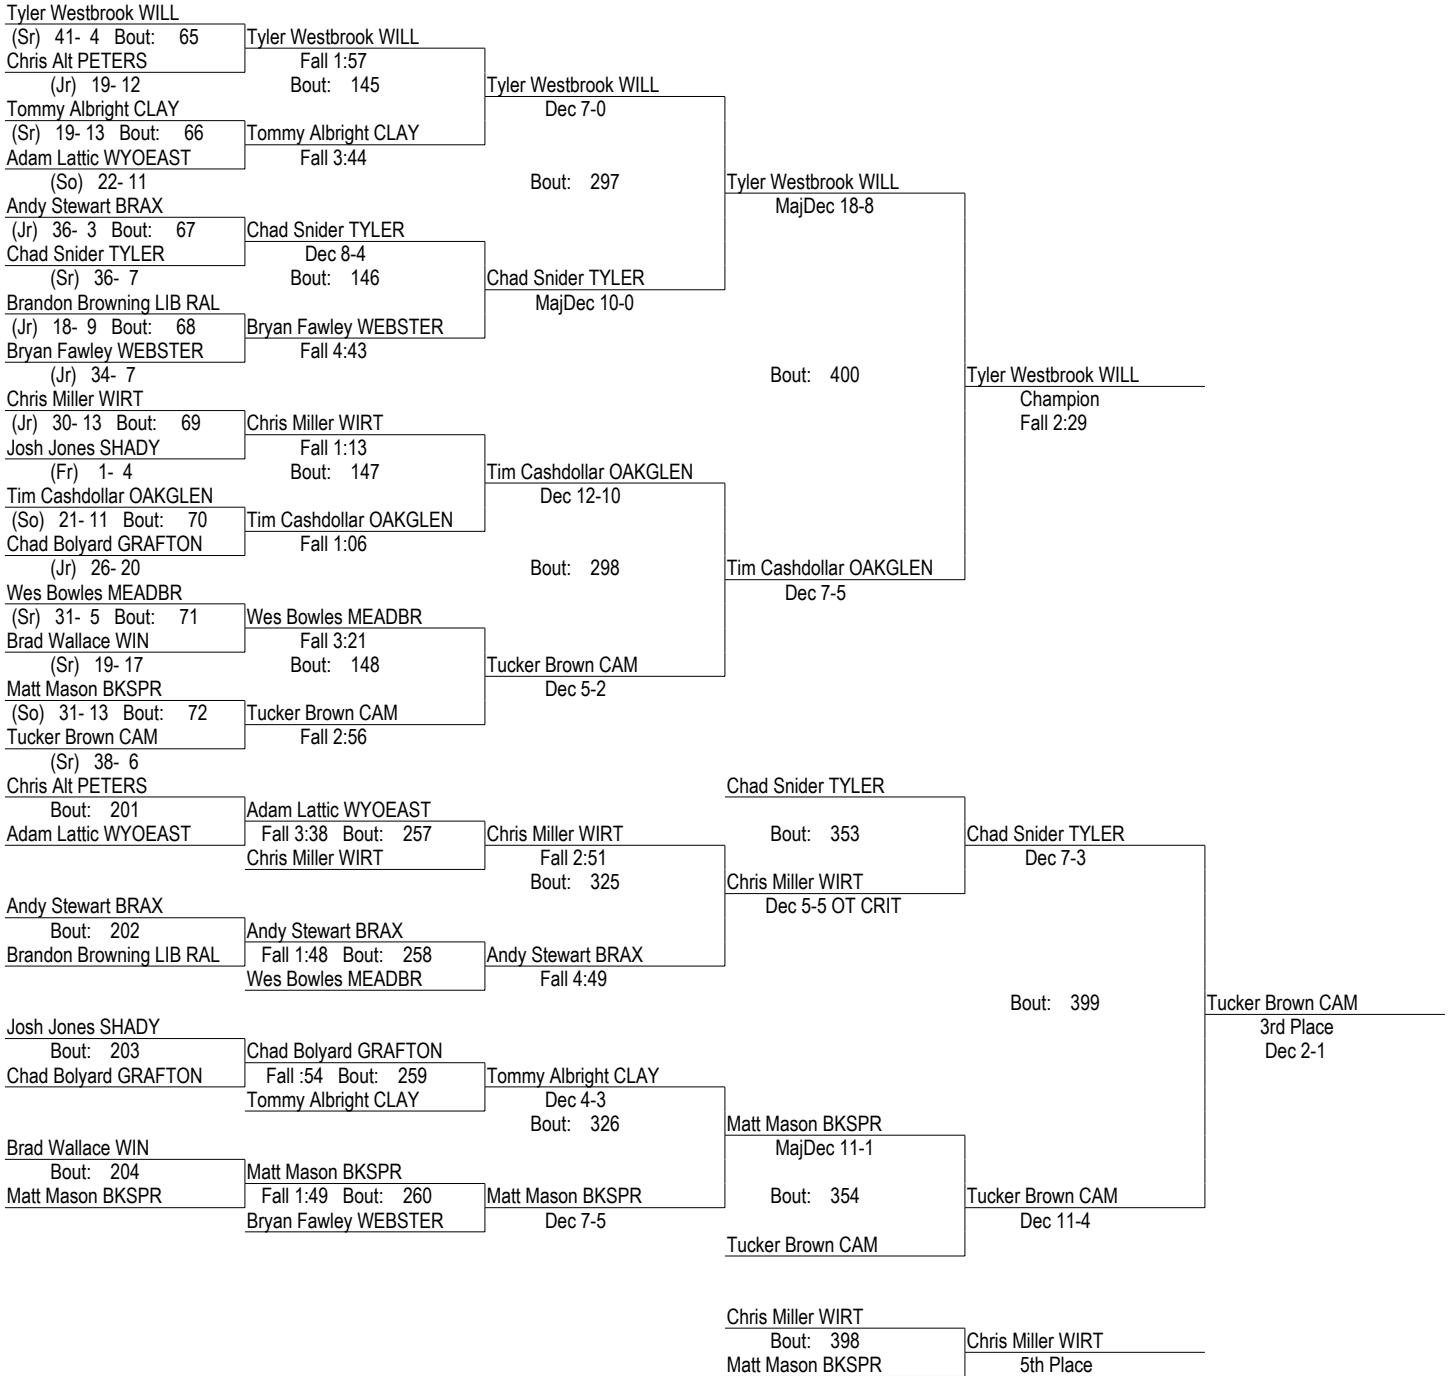 Tyler Westbrook WILL
(Sr) 41- 4 Bout: 65 Tyler Westbrook WILL
Chris Alt PETERS Fall 1:57
(Jr) 19- 12 Bout: 145 Tyler Westbrook WILL
Tommy Albright CLAY Dec 7-0
(Sr) 19- 13 Bout: 66 Tommy Albright CLAY
Adam Lattic WYOEAST Fall 3:44
(So) 22- 11 Bout: 297 Tyler Westbrook WILL
Andy Stewart BRAX MajDec 18-8
(Jr) 36- 3 Bout: 67 Chad Snider TYLER
Chad Snider TYLER Dec 8-4
(Sr) 36- 7 Bout: 146 Chad Snider TYLER
Brandon Browning LIB RAL MajDec 10-0
(Jr) 18- 9 Bout: 68 Bryan Fawley WEBSTER
Bryan Fawley WEBSTER Fall 4:43
(Jr) 34- 7 Bout: 400 Tyler Westbrook WILL
Chris Miller WIRT Champion
(Jr) 30- 13 Bout: 69 Chris Miller WIRT Fall 2:29
Josh Jones SHADY Fall 1:13
(Fr) 1- 4 Bout: 147 Tim Cashdollar OAKGLEN
Tim Cashdollar OAKGLEN Dec 12-10
(So) 21- 11 Bout: 70 Tim Cashdollar OAKGLEN
Chad Bolyard GRAFTON Fall 1:06
(Jr) 26- 20 Bout: 298 Tim Cashdollar OAKGLEN
Wes Bowles MEADBR Dec 7-5
(Sr) 31- 5 Bout: 71 Wes Bowles MEADBR
Brad Wallace WIN Fall 3:21
(Sr) 19- 17 Bout: 148 Tucker Brown CAM
Matt Mason BKSPR Dec 5-2
(So) 31- 13 Bout: 72 Tucker Brown CAM
Tucker Brown CAM Fall 2:56
(Sr) 38- 6
Chris Alt PETERS Chad Snider TYLER
Bout: 201 Adam Lattic WYOEAST
Adam Lattic WYOEAST Fall 3:38 Bout: 257 Chris Miller WIRT Bout: 353 Chad Snider TYLER
Chris Miller WIRT Fall 2:51 Dec 7-3
Bout: 325 Chris Miller WIRT
Andy Stewart BRAX Dec 5-5 OT CRIT
Bout: 202 Andy Stewart BRAX
Brandon Browning LIB RAL Fall 1:48 Bout: 258 Andy Stewart BRAX
Wes Bowles MEADBR Fall 4:49
Bout: 399 Tucker Brown CAM
Josh Jones SHADY 3rd Place
Bout: 203 Chad Bolyard GRAFTON Dec 2-1
Chad Bolyard GRAFTON Fall :54 Bout: 259 Tommy Albright CLAY
Tommy Albright CLAY Dec 4-3
Bout: 326 Matt Mason BKSPR
Brad Wallace WIN MajDec 11-1
Bout: 204 Matt Mason BKSPR
Matt Mason BKSPR Fall 1:49 Bout: 260 Matt Mason BKSPR Bout: 354 Tucker Brown CAM
Bryan Fawley WEBSTER Dec 7-5 Dec 11-4
Tucker Brown CAM
Chris Miller WIRT
Bout: 398 Chris Miller WIRT
Matt Mason BKSPR 5th Place